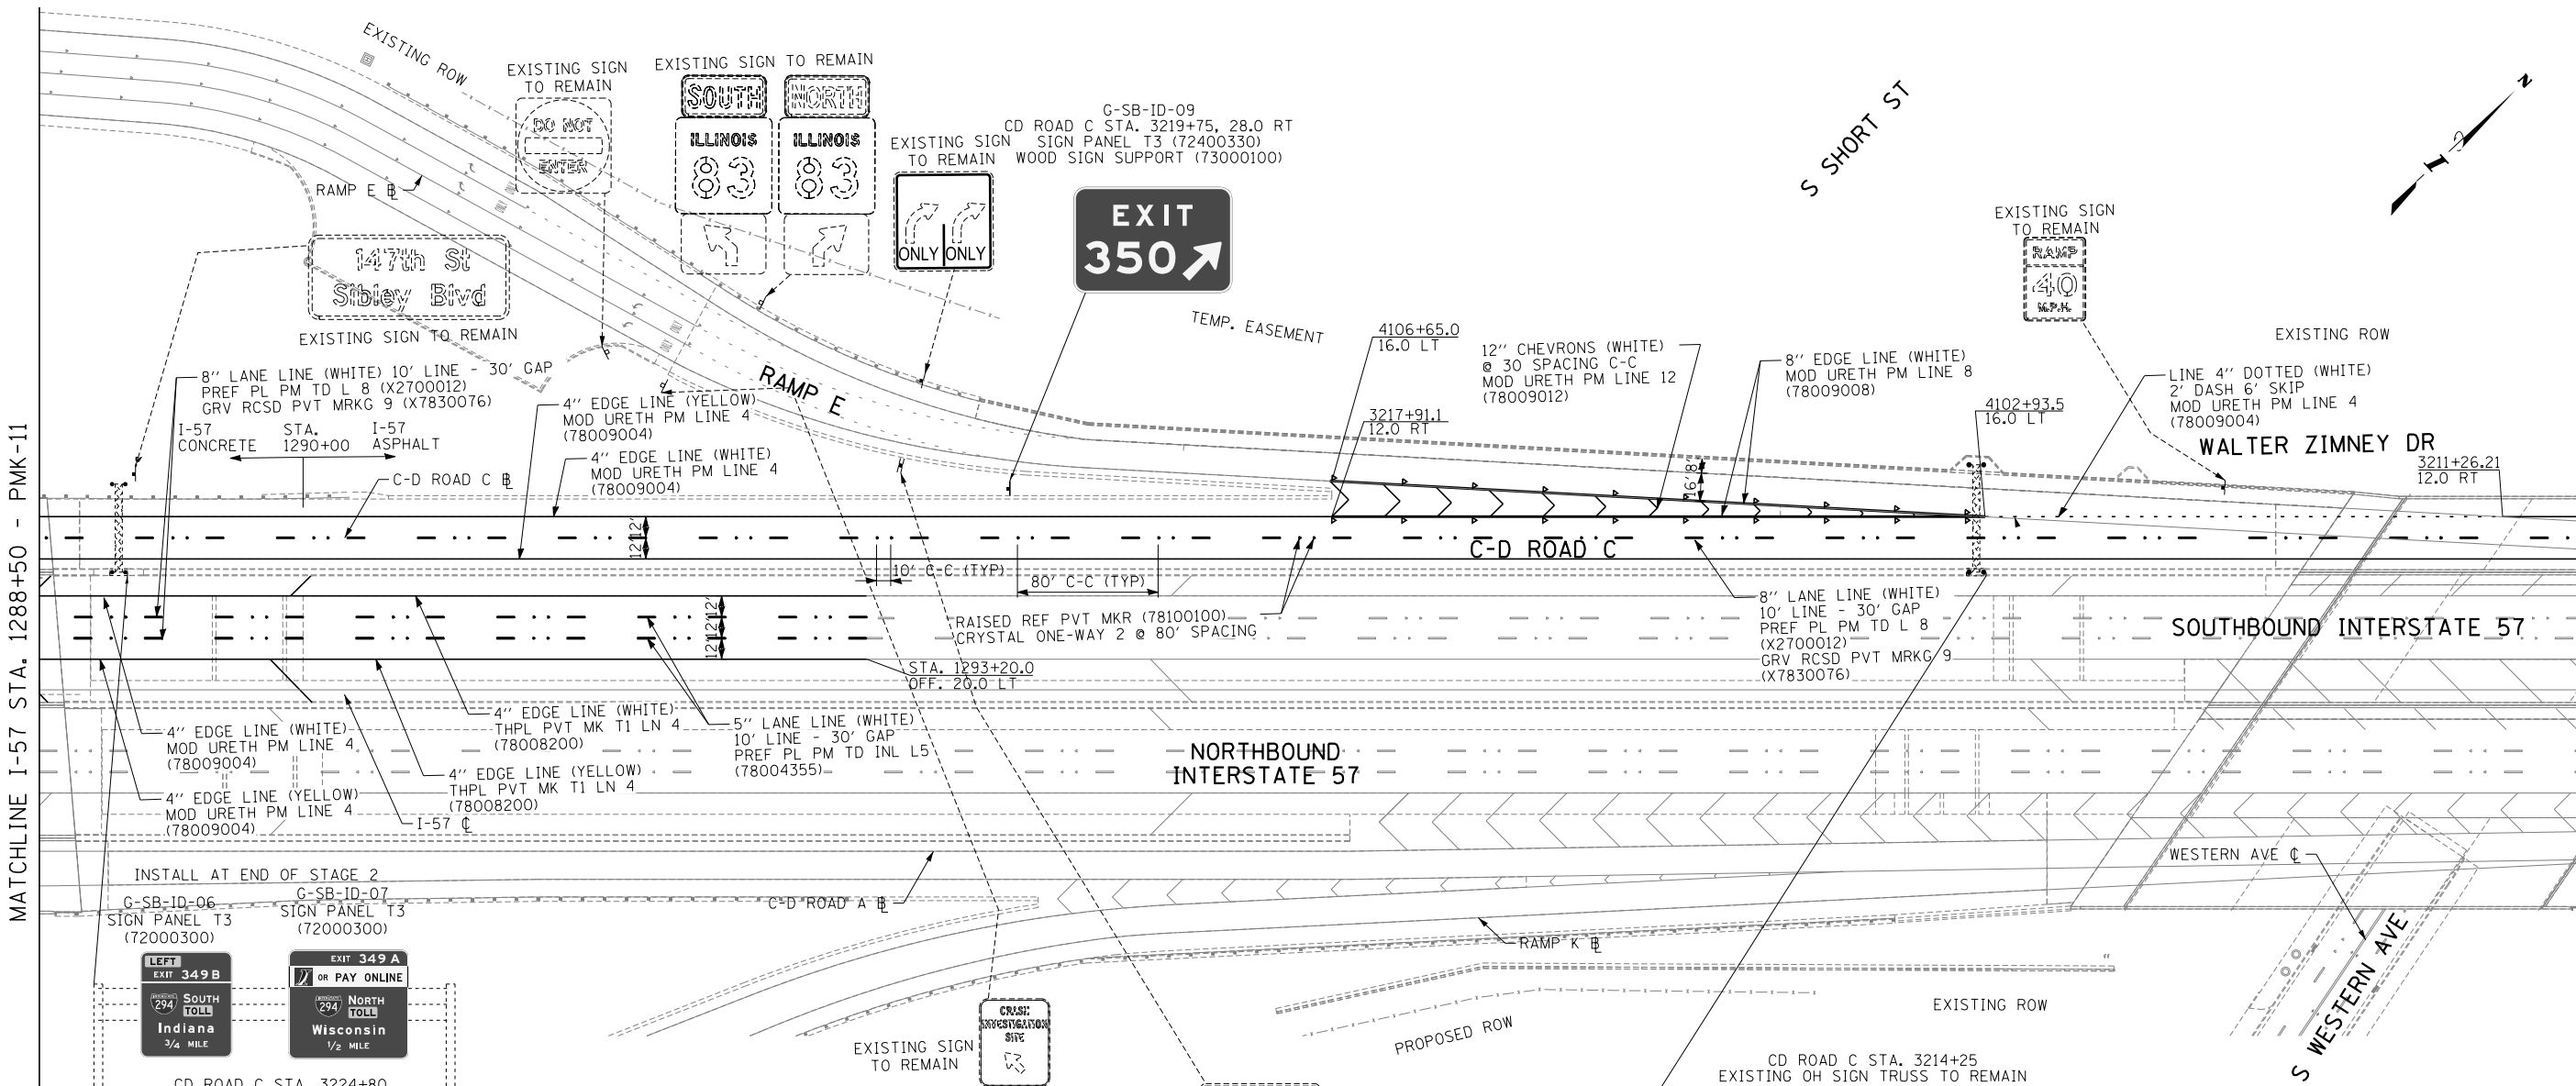 MATCHLINE I-57 STA. 1288+50 - PMK-11
EXISTING ROW
EXISTING SIGN
TO REMAIN
DO NOT
ENTER
EXISTING SIGN TO REMAIN
SOUTH
NORTH
ILLINOIS
83
ILLINOIS
83
EXISTING SIGN
TO REMAIN
ONLY
ONLY
G-SB-ID-09
CD ROAD C STA. 3219+75, 28.0 RT
SIGN PANEL T3 (72400330)
WOOD SIGN SUPPORT (73000100)
EXIT
350
S SHORT ST
N
EXISTING SIGN
TO REMAIN
RAMP
40
M.P.H.
EXISTING ROW
RAMP E ℄
147th St
Sibley Blvd
EXISTING SIGN TO REMAIN
TEMP. EASEMENT
RAMP E
8'' LANE LINE (WHITE) 10' LINE - 30' GAP
PREF PL PM TD L 8 (X2700012)
GRV RCSD PVT MRKG 9 (X7830076)
I-57
CONCRETE
STA.
1290+00
I-57
ASPHALT
C-D ROAD C ℄
4'' EDGE LINE (YELLOW)
MOD URETH PM LINE 4
(78009004)
4'' EDGE LINE (WHITE)
MOD URETH PM LINE 4
(78009004)
4106+65.0
16.0 LT
3217+91.1
12.0 RT
12'' CHEVRONS (WHITE)
@ 30 SPACING C-C
MOD URETH PM LINE 12
(78009012)
8'' EDGE LINE (WHITE)
MOD URETH PM LINE 8
(78009008)
4102+93.5
16.0 LT
LINE 4'' DOTTED (WHITE)
2' DASH 6' SKIP
MOD URETH PM LINE 4
(78009004)
WALTER ZIMNEY DR
3211+26.21
12.0 RT
16'
8'
12'
12'
C-D ROAD C
10' C-C (TYP)
80' C-C (TYP)
RAISED REF PVT MKR (78100100)
CRYSTAL ONE-WAY 2 @ 80' SPACING
8'' LANE LINE (WHITE)
10' LINE - 30' GAP
PREF PL PM TD L 8
(X2700012)
GRV RCSD PVT MRKG 9
(X7830076)
SOUTHBOUND INTERSTATE 57
12'
12'
12'
STA. 1293+20.0
OFF. 20.0 LT
4'' EDGE LINE (WHITE)
MOD URETH PM LINE 4
(78009004)
4'' EDGE LINE (WHITE)
THPL PVT MK T1 LN 4
(78008200)
5'' LANE LINE (WHITE)
10' LINE - 30' GAP
PREF PL PM TD INL L5
(78004355)
NORTHBOUND
INTERSTATE 57
4'' EDGE LINE (YELLOW)
MOD URETH PM LINE 4
(78009004)
4'' EDGE LINE (YELLOW)
THPL PVT MK T1 LN 4
(78008200)
I-57 ℄
WESTERN AVE ℄
INSTALL AT END OF STAGE 2
G-SB-ID-06
SIGN PANEL T3
(72000300)
G-SB-ID-07
SIGN PANEL T3
(72000300)
C-D ROAD A ℄
RAMP K ℄
S WESTERN AVE
LEFT
EXIT 349 B
294 SOUTH
TOLL
Indiana
3/4 MILE
EXIT 349 A
OR PAY ONLINE
294 NORTH
TOLL
Wisconsin
1/2 MILE
CRASH
INVESTIGATION
SITE
EXISTING SIGN
TO REMAIN
PROPOSED ROW
EXISTING ROW
CD ROAD C STA. 3214+25
EXISTING OH SIGN TRUSS TO REMAIN
CD ROAD C STA. 3224+80